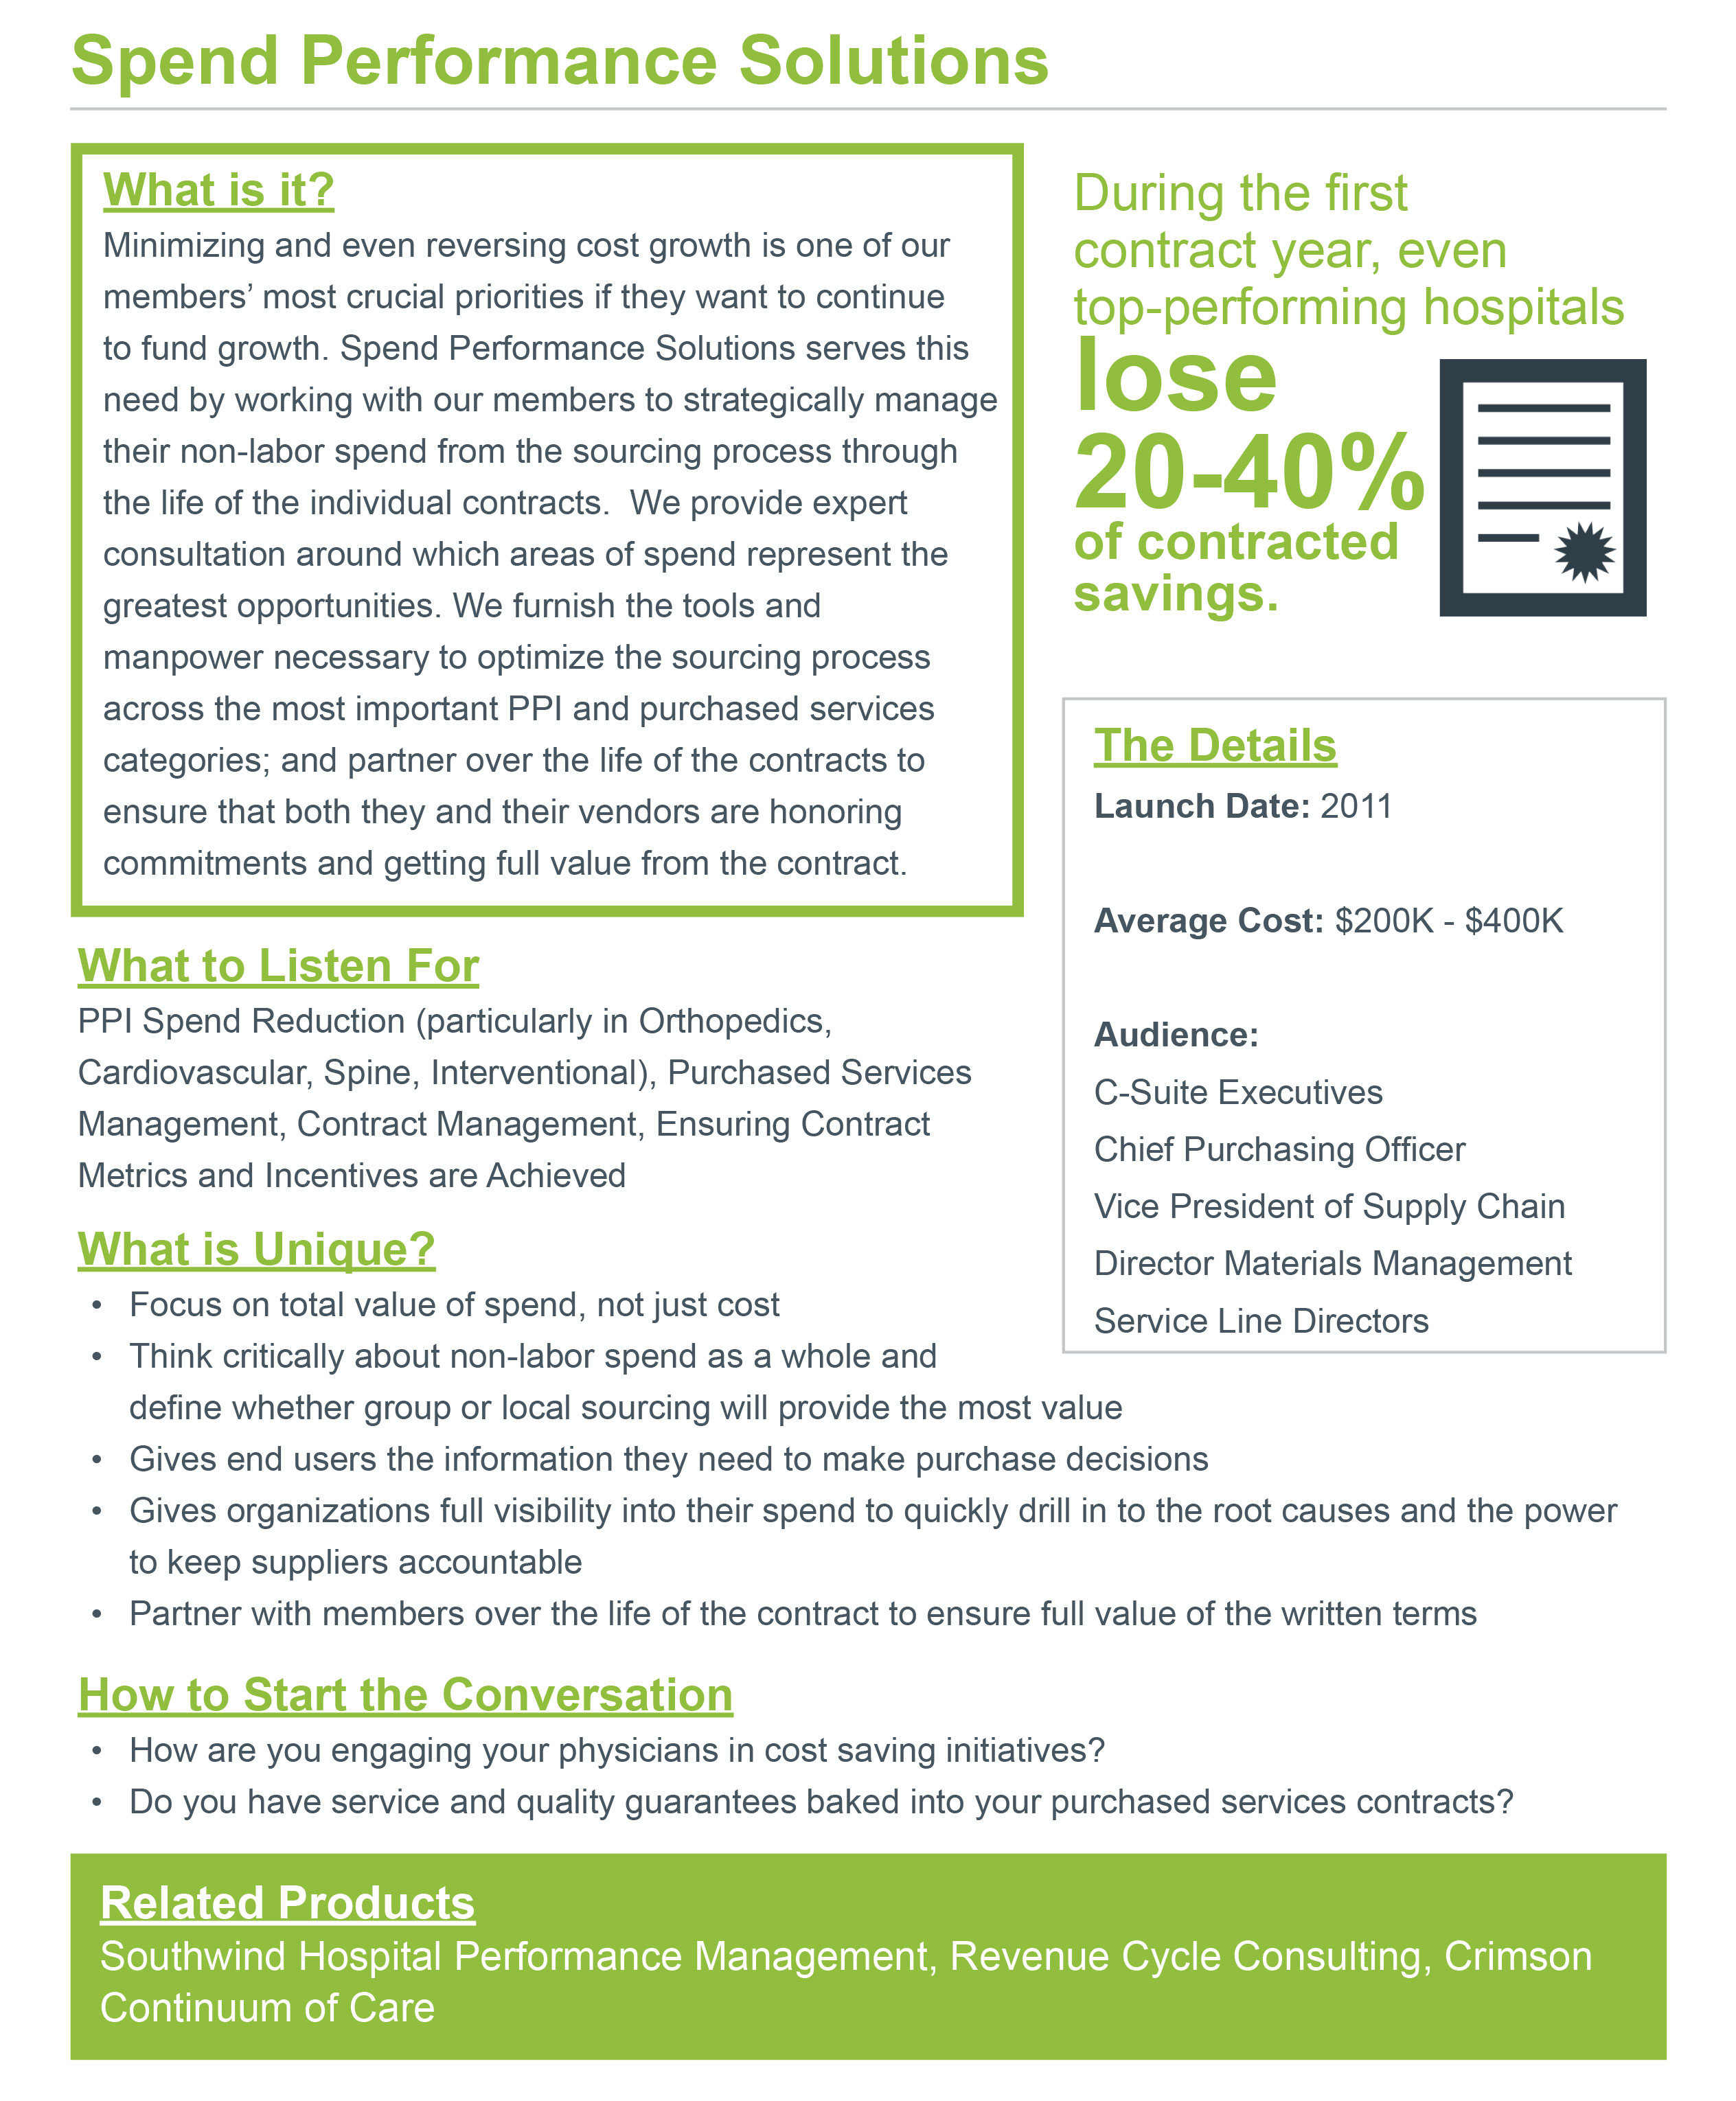 Spend Performance Solutions
What is it?
Minimizing and even reversing cost growth is one of our
members’ most crucial priorities if they want to continue
to fund growth. Spend Performance Solutions serves this
need by working with our members to strategically manage
their non-labor spend from the sourcing process through
the life of the individual contracts.  We provide expert
consultation around which areas of spend represent the
greatest opportunities. We furnish the tools and
manpower necessary to optimize the sourcing process
across the most important PPI and purchased services
categories; and partner over the life of the contracts to
ensure that both they and their vendors are honoring
commitments and getting full value from the contract.
During the first
contract year, even
top-performing hospitals
lose
20-40%
of contracted
savings.
The Details
Launch Date: 2011
Average Cost: $200K - $400K
Audience:
C-Suite Executives
Chief Purchasing Officer
Vice President of Supply Chain
Director Materials Management
Service Line Directors
What to Listen For
PPI Spend Reduction (particularly in Orthopedics,
Cardiovascular, Spine, Interventional), Purchased Services
Management, Contract Management, Ensuring Contract
Metrics and Incentives are Achieved
What is Unique?
• Focus on total value of spend, not just cost
• Think critically about non-labor spend as a whole and
define whether group or local sourcing will provide the most value
• Gives end users the information they need to make purchase decisions
• Gives organizations full visibility into their spend to quickly drill in to the root causes and the power
to keep suppliers accountable
• Partner with members over the life of the contract to ensure full value of the written terms
How to Start the Conversation
• How are you engaging your physicians in cost saving initiatives?
• Do you have service and quality guarantees baked into your purchased services contracts?
Related Products
Southwind Hospital Performance Management, Revenue Cycle Consulting, Crimson
Continuum of Care